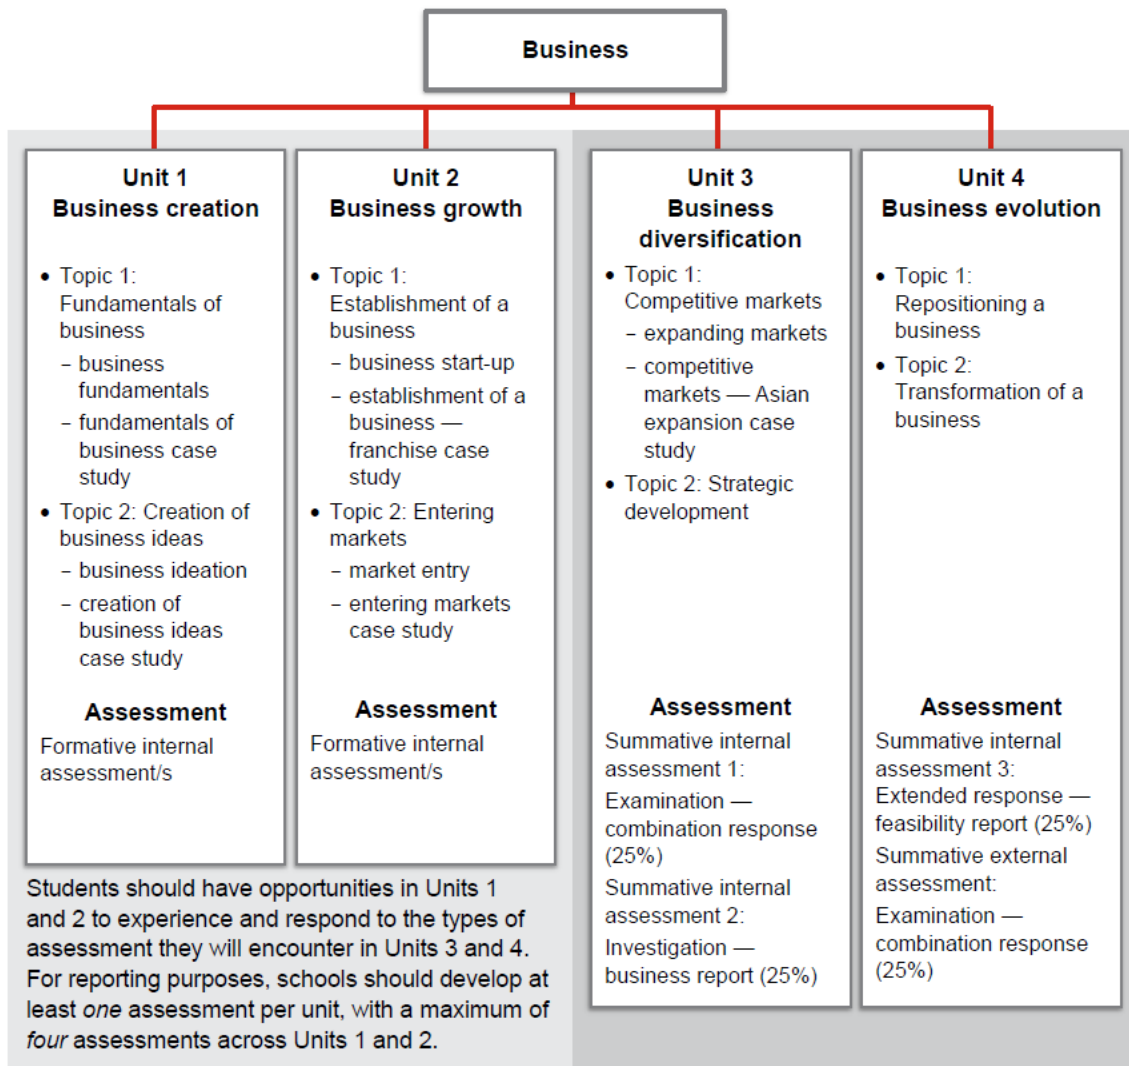 Business
Unit 1
Business creation
• Topic 1:
Fundamentals of
business
– business
fundamentals
– fundamentals of
business case
study
• Topic 2: Creation of
business ideas
– business ideation
– creation of
business ideas
case study
Assessment
Formative internal
assessment/s
Unit 2
Business growth
• Topic 1:
Establishment of a
business
– business start-up
– establishment of a
business —
franchise case
study
• Topic 2: Entering
markets
– market entry
– entering markets
case study
Assessment
Formative internal
assessment/s
Students should have opportunities in Units 1
and 2 to experience and respond to the types of
assessment they will encounter in Units 3 and 4.
For reporting purposes, schools should develop at
least one assessment per unit, with a maximum of
four assessments across Units 1 and 2.
Unit 3
Business
diversification
• Topic 1:
Competitive markets
– expanding markets
– competitive
markets — Asian
expansion case
study
• Topic 2: Strategic
development
Assessment
Summative internal
assessment 1:
Examination —
combination response
(25%)
Summative internal
assessment 2:
Investigation —
business report (25%)
Unit 4
Business evolution
• Topic 1:
Repositioning a
business
• Topic 2:
Transformation of a
business
Assessment
Summative internal
assessment 3:
Extended response —
feasibility report (25%)
Summative external
assessment:
Examination —
combination response
(25%)